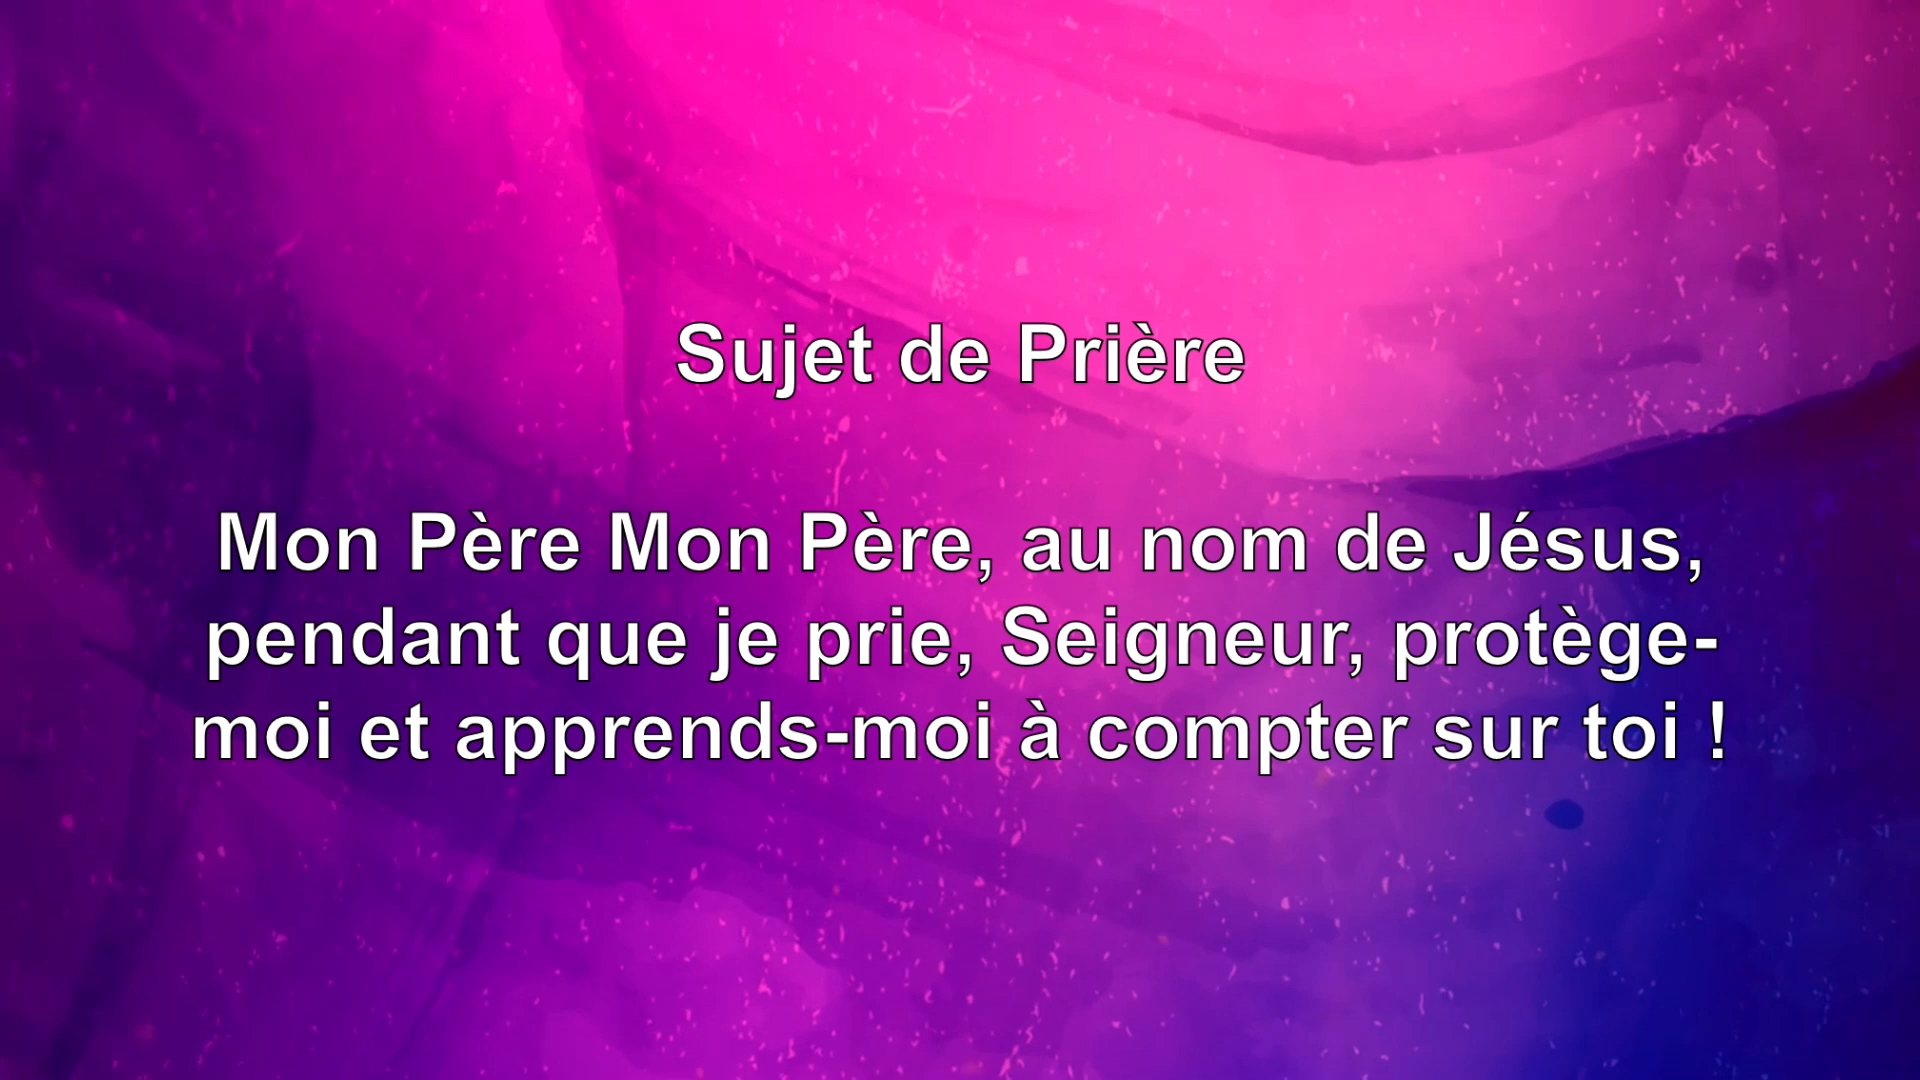 Sujet de Prière
Mon Père Mon Père, au nom de Jésus,
pendant que je prie, Seigneur, protège-
moi et apprends-moi à compter sur toi !